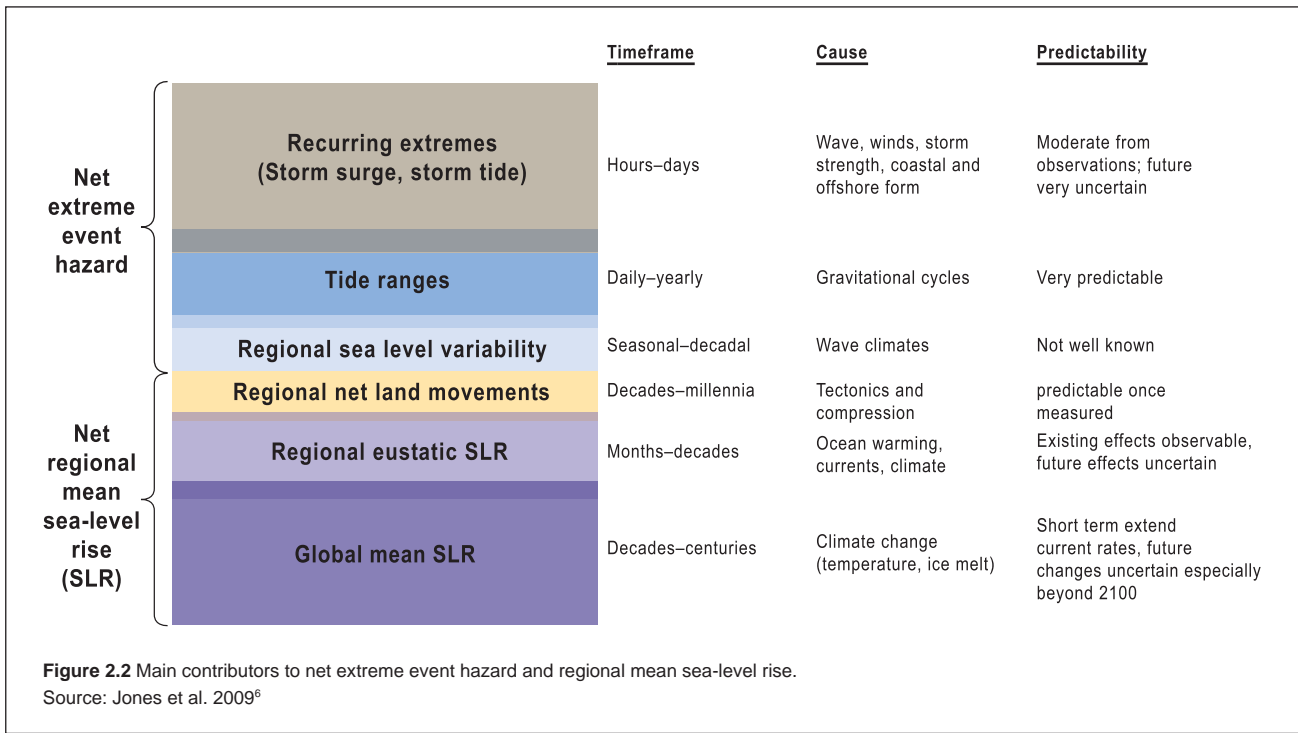 Timeframe
Cause
Predictability
Net
extreme
event
hazard
Recurring extremes
(Storm surge, storm tide)
Hours–days
Wave, winds, storm
strength, coastal and
offshore form
Moderate from
observations; future
very uncertain
Tide ranges
Daily–yearly
Gravitational cycles
Very predictable
Regional sea level variability
Seasonal–decadal
Wave climates
Not well known
Net
regional
mean
sea-level
rise
(SLR)
Regional net land movements
Decades–millennia
Tectonics and
compression
predictable once
measured
Regional eustatic SLR
Months–decades
Ocean warming,
currents, climate
Existing effects observable,
future effects uncertain
Global mean SLR
Decades–centuries
Climate change
(temperature, ice melt)
Short term extend
current rates, future
changes uncertain especially
beyond 2100
Figure 2.2 Main contributors to net extreme event hazard and regional mean sea-level rise.
Source: Jones et al. 2009⁶